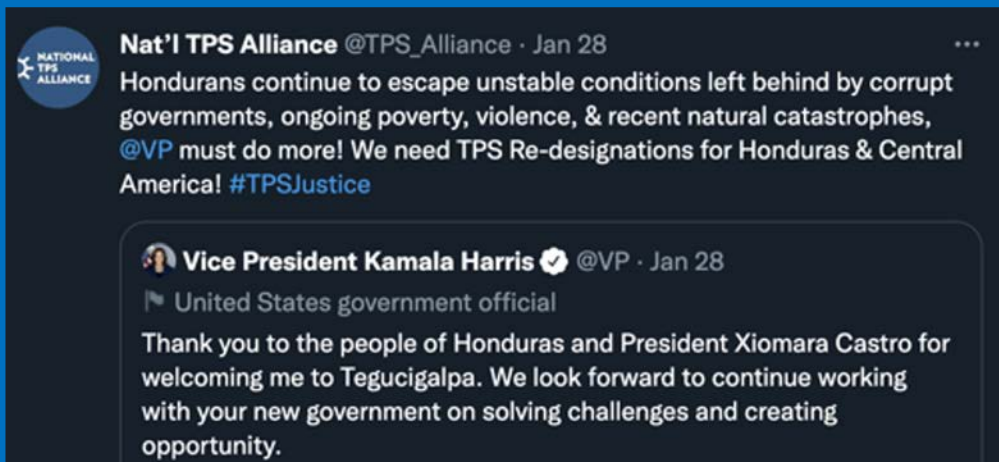 NATIONAL
TPS
ALLIANCE
Nat'l TPS Alliance @TPS_Alliance · Jan 28
Hondurans continue to escape unstable conditions left behind by corrupt
governments, ongoing poverty, violence, & recent natural catastrophes,
@VP must do more! We need TPS Re-designations for Honduras & Central
America! #TPSJustice
Vice President Kamala Harris @VP · Jan 28
United States government official
Thank you to the people of Honduras and President Xiomara Castro for
welcoming me to Tegucigalpa. We look forward to continue working
with your new government on solving challenges and creating
opportunity.